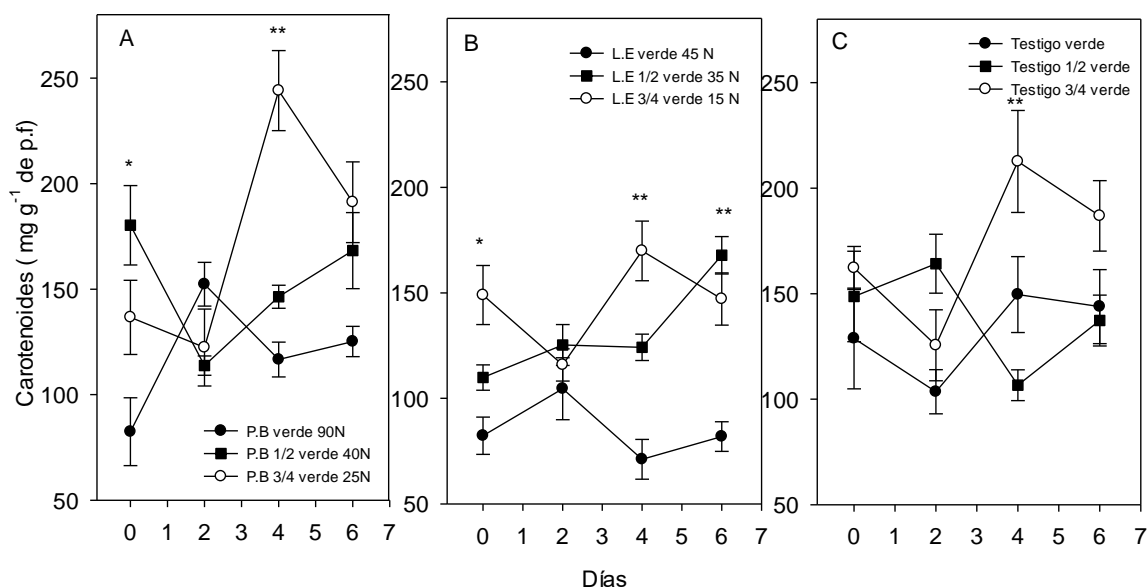 Carotenoides ( mg g⁻¹ de p.f)
A
250
200
150
100
50
*
**
P.B verde 90N
P.B 1/2 verde 40N
P.B 3/4 verde 25N
0 1 2 3 4 5 6 7
B
L.E verde 45 N
L.E 1/2 verde 35 N
L.E 3/4 verde 15 N
250
200
150
100
50
*
**
**
0 1 2 3 4 5 6 7
C
Testigo verde
Testigo 1/2 verde
Testigo 3/4 verde
250
200
150
100
50
**
0 1 2 3 4 5 6 7
Días